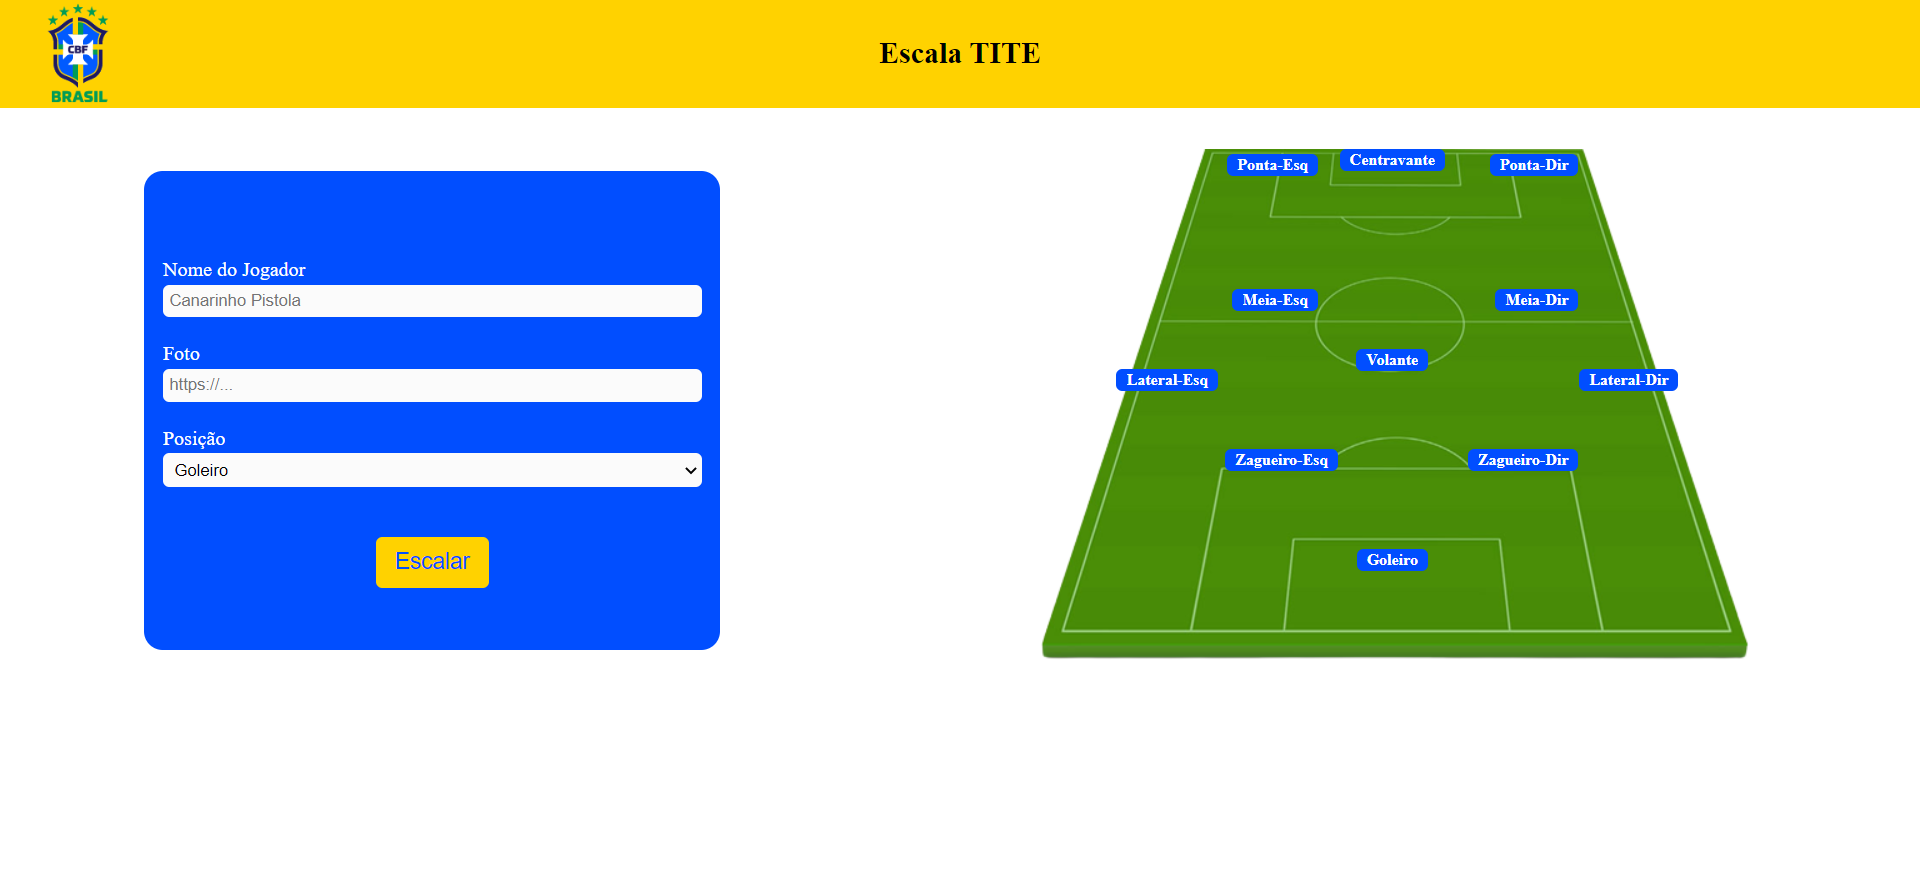 CBF
BRASIL
Escala TITE
Nome do Jogador
Canarinho Pistola
Foto
https://...
Posição
Goleiro
Escalar
Ponta-Esq
Centravante
Ponta-Dir
Meia-Esq
Meia-Dir
Volante
Lateral-Esq
Lateral-Dir
Zagueiro-Esq
Zagueiro-Dir
Goleiro